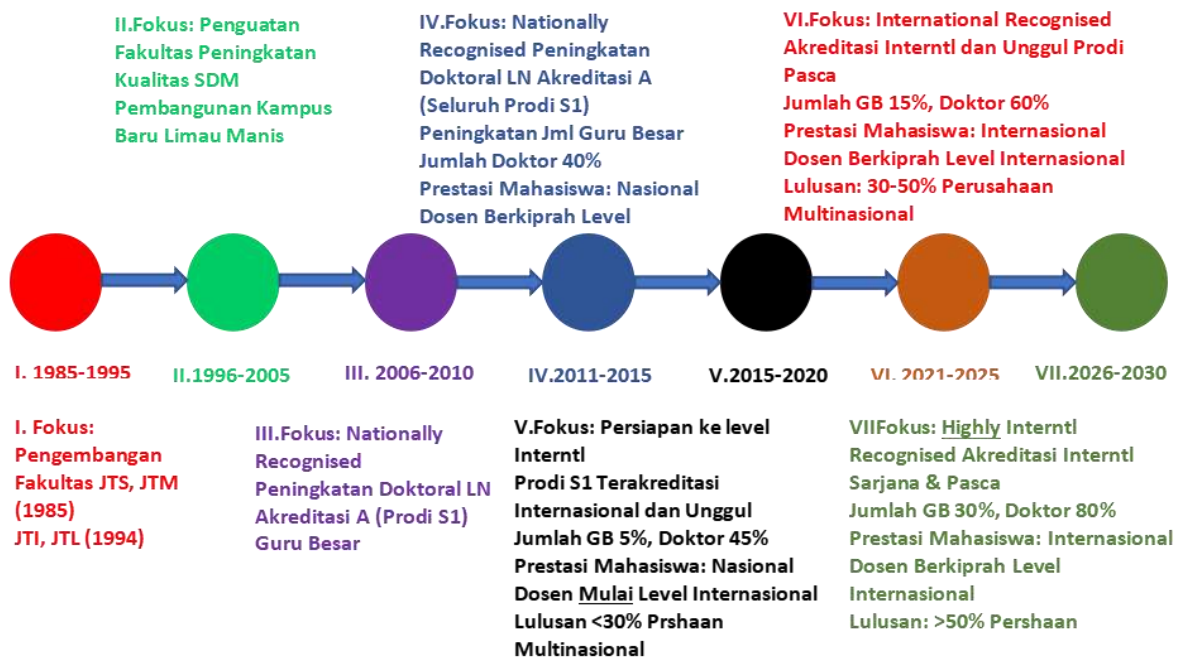 II.Fokus: Penguatan
Fakultas Peningkatan
Kualitas SDM
Pembangunan Kampus
Baru Limau Manis
IV.Fokus: Nationally
Recognised Peningkatan
Doktoral LN Akreditasi A
(Seluruh Prodi S1)
Peningkatan Jml Guru Besar
Jumlah Doktor 40%
Prestasi Mahasiswa: Nasional
Dosen Berkiprah Level
VI.Fokus: International Recognised
Akreditasi Interntl dan Unggul Prodi
Pasca
Jumlah GB 15%, Doktor 60%
Prestasi Mahasiswa: Internasional
Dosen Berkiprah Level Internasional
Lulusan: 30-50% Perusahaan
Multinasional
I. 1985-1995
II.1996-2005
III. 2006-2010
IV.2011-2015
V.2015-2020
VI. 2021-2025
VII.2026-2030
I. Fokus:
Pengembangan
Fakultas JTS, JTM
(1985)
JTI, JTL (1994)
III.Fokus: Nationally
Recognised
Peningkatan Doktoral LN
Akreditasi A (Prodi S1)
Guru Besar
V.Fokus: Persiapan ke level
Interntl
Prodi S1 Terakreditasi
Internasional dan Unggul
Jumlah GB 5%, Doktor 45%
Prestasi Mahasiswa: Nasional
Dosen Mulai Level Internasional
Lulusan <30% Prshaan
Multinasional
VIIFokus: Highly Interntl
Recognised Akreditasi Interntl
Sarjana & Pasca
Jumlah GB 30%, Doktor 80%
Prestasi Mahasiswa: Internasional
Dosen Berkiprah Level
Internasional
Lulusan: >50% Pershaan